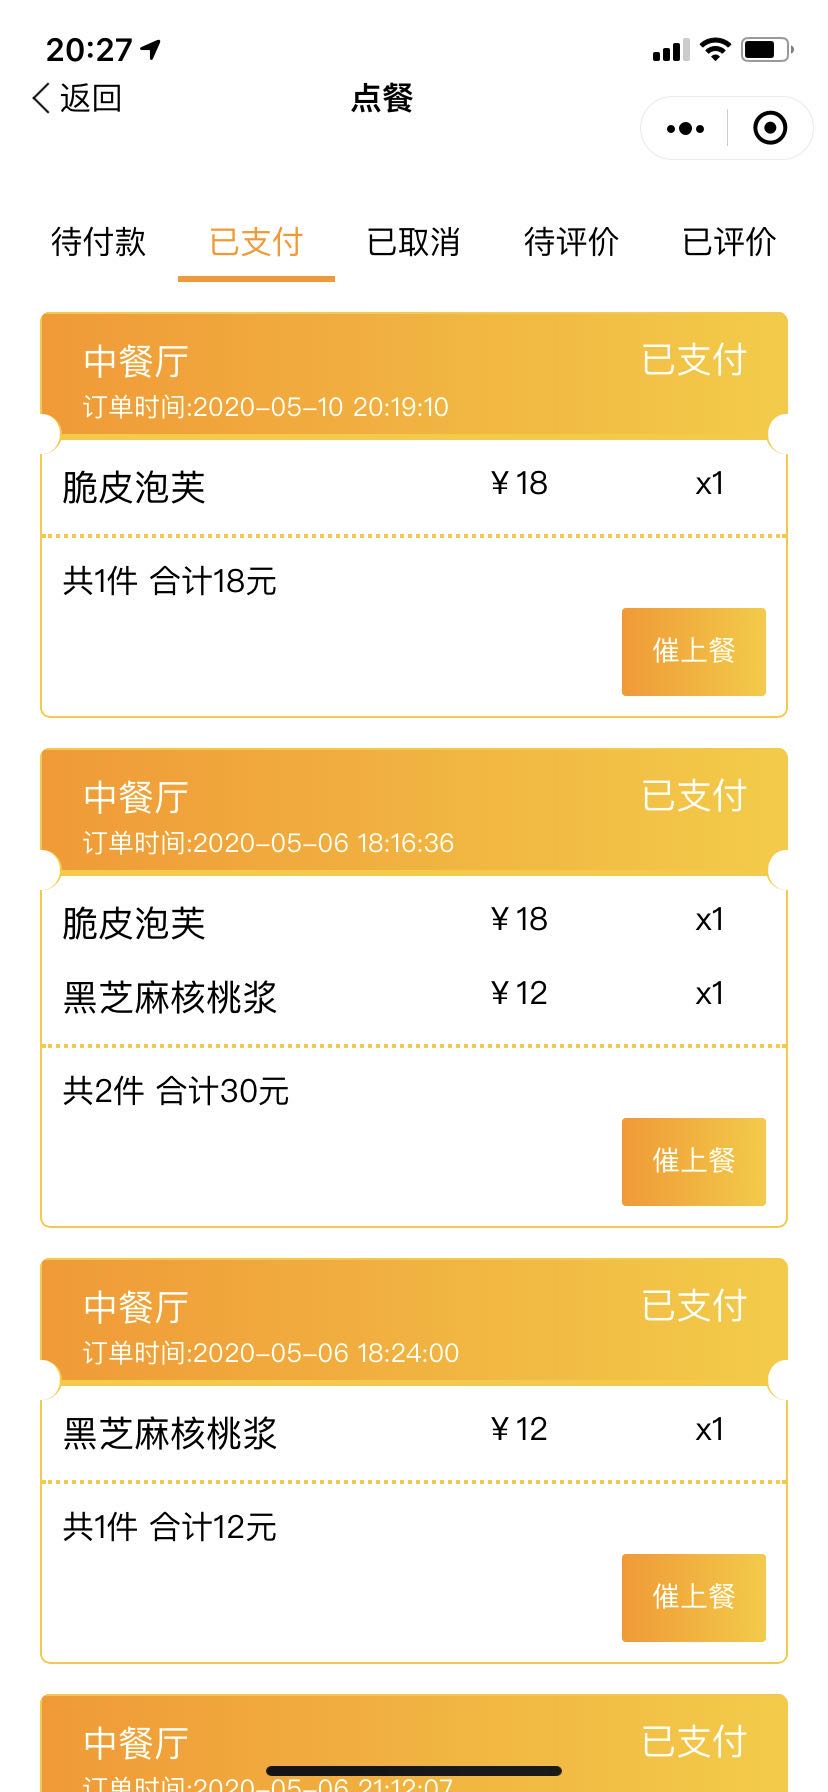 20:27
返回
点餐
待付款 已支付 已取消 待评价 已评价
中餐厅 已支付
订单时间:2020-05-10 20:19:10
脆皮泡芙 ¥18 x1
共1件 合计18元
催上餐
中餐厅 已支付
订单时间:2020-05-06 18:16:36
脆皮泡芙 ¥18 x1
黑芝麻核桃浆 ¥12 x1
共2件 合计30元
催上餐
中餐厅 已支付
订单时间:2020-05-06 18:24:00
黑芝麻核桃浆 ¥12 x1
共1件 合计12元
催上餐
中餐厅 已支付
订单时间:2020-05-06 21:12:07